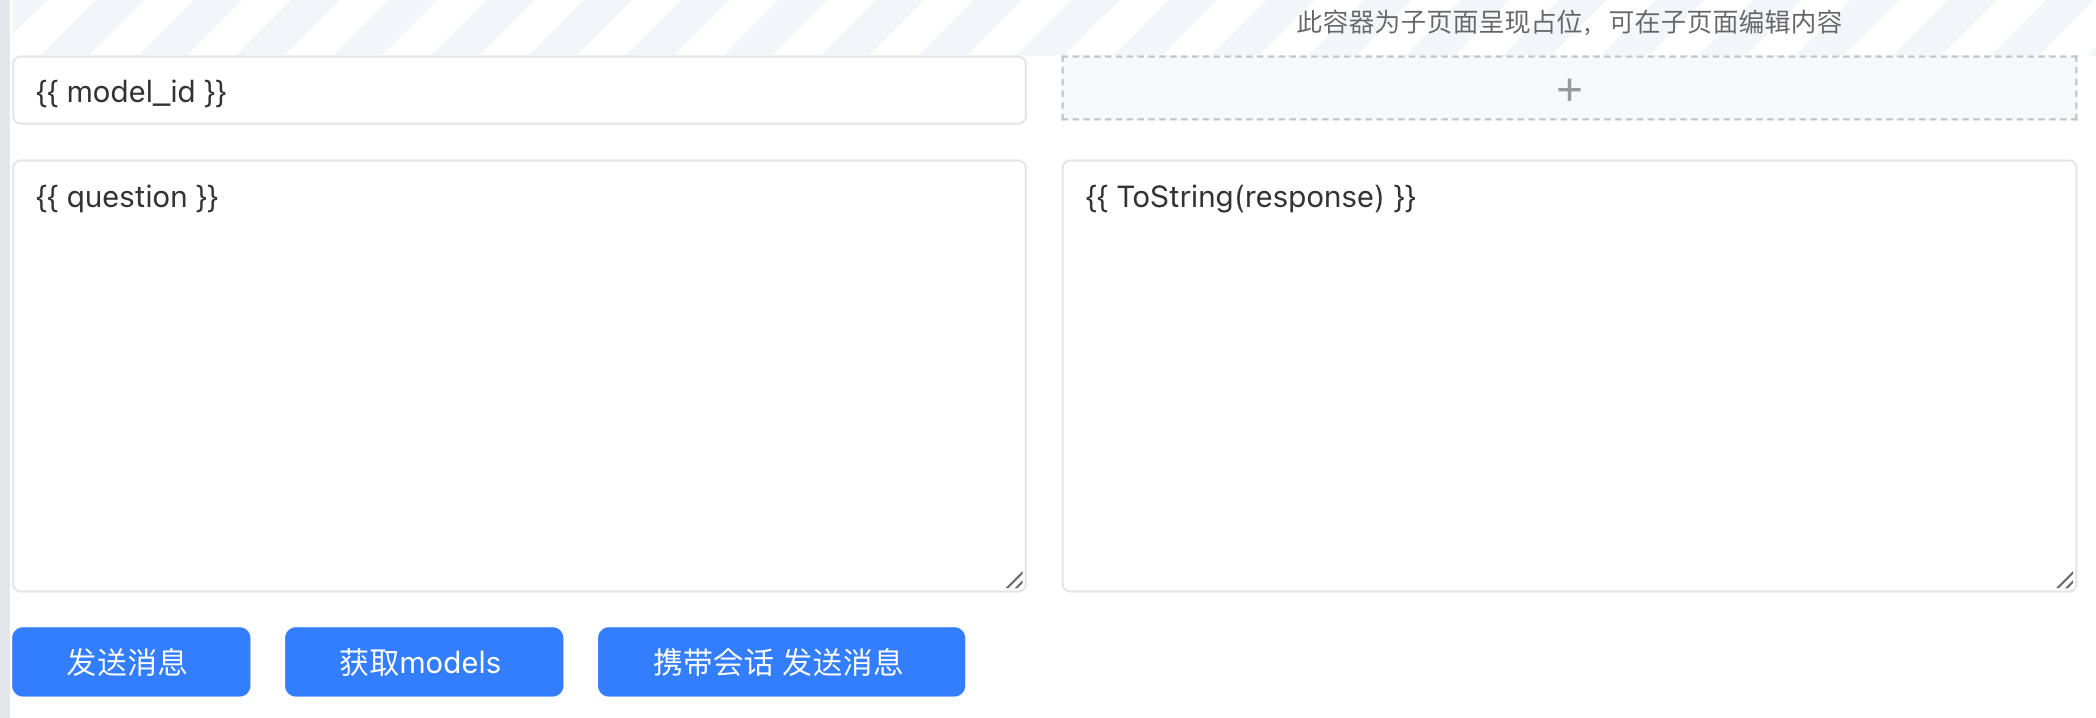 此容器为子页面呈现占位，可在子页面编辑内容
{{ model_id }}
+
{{ question }}
{{ ToString(response) }}
发送消息
获取models
携带会话 发送消息